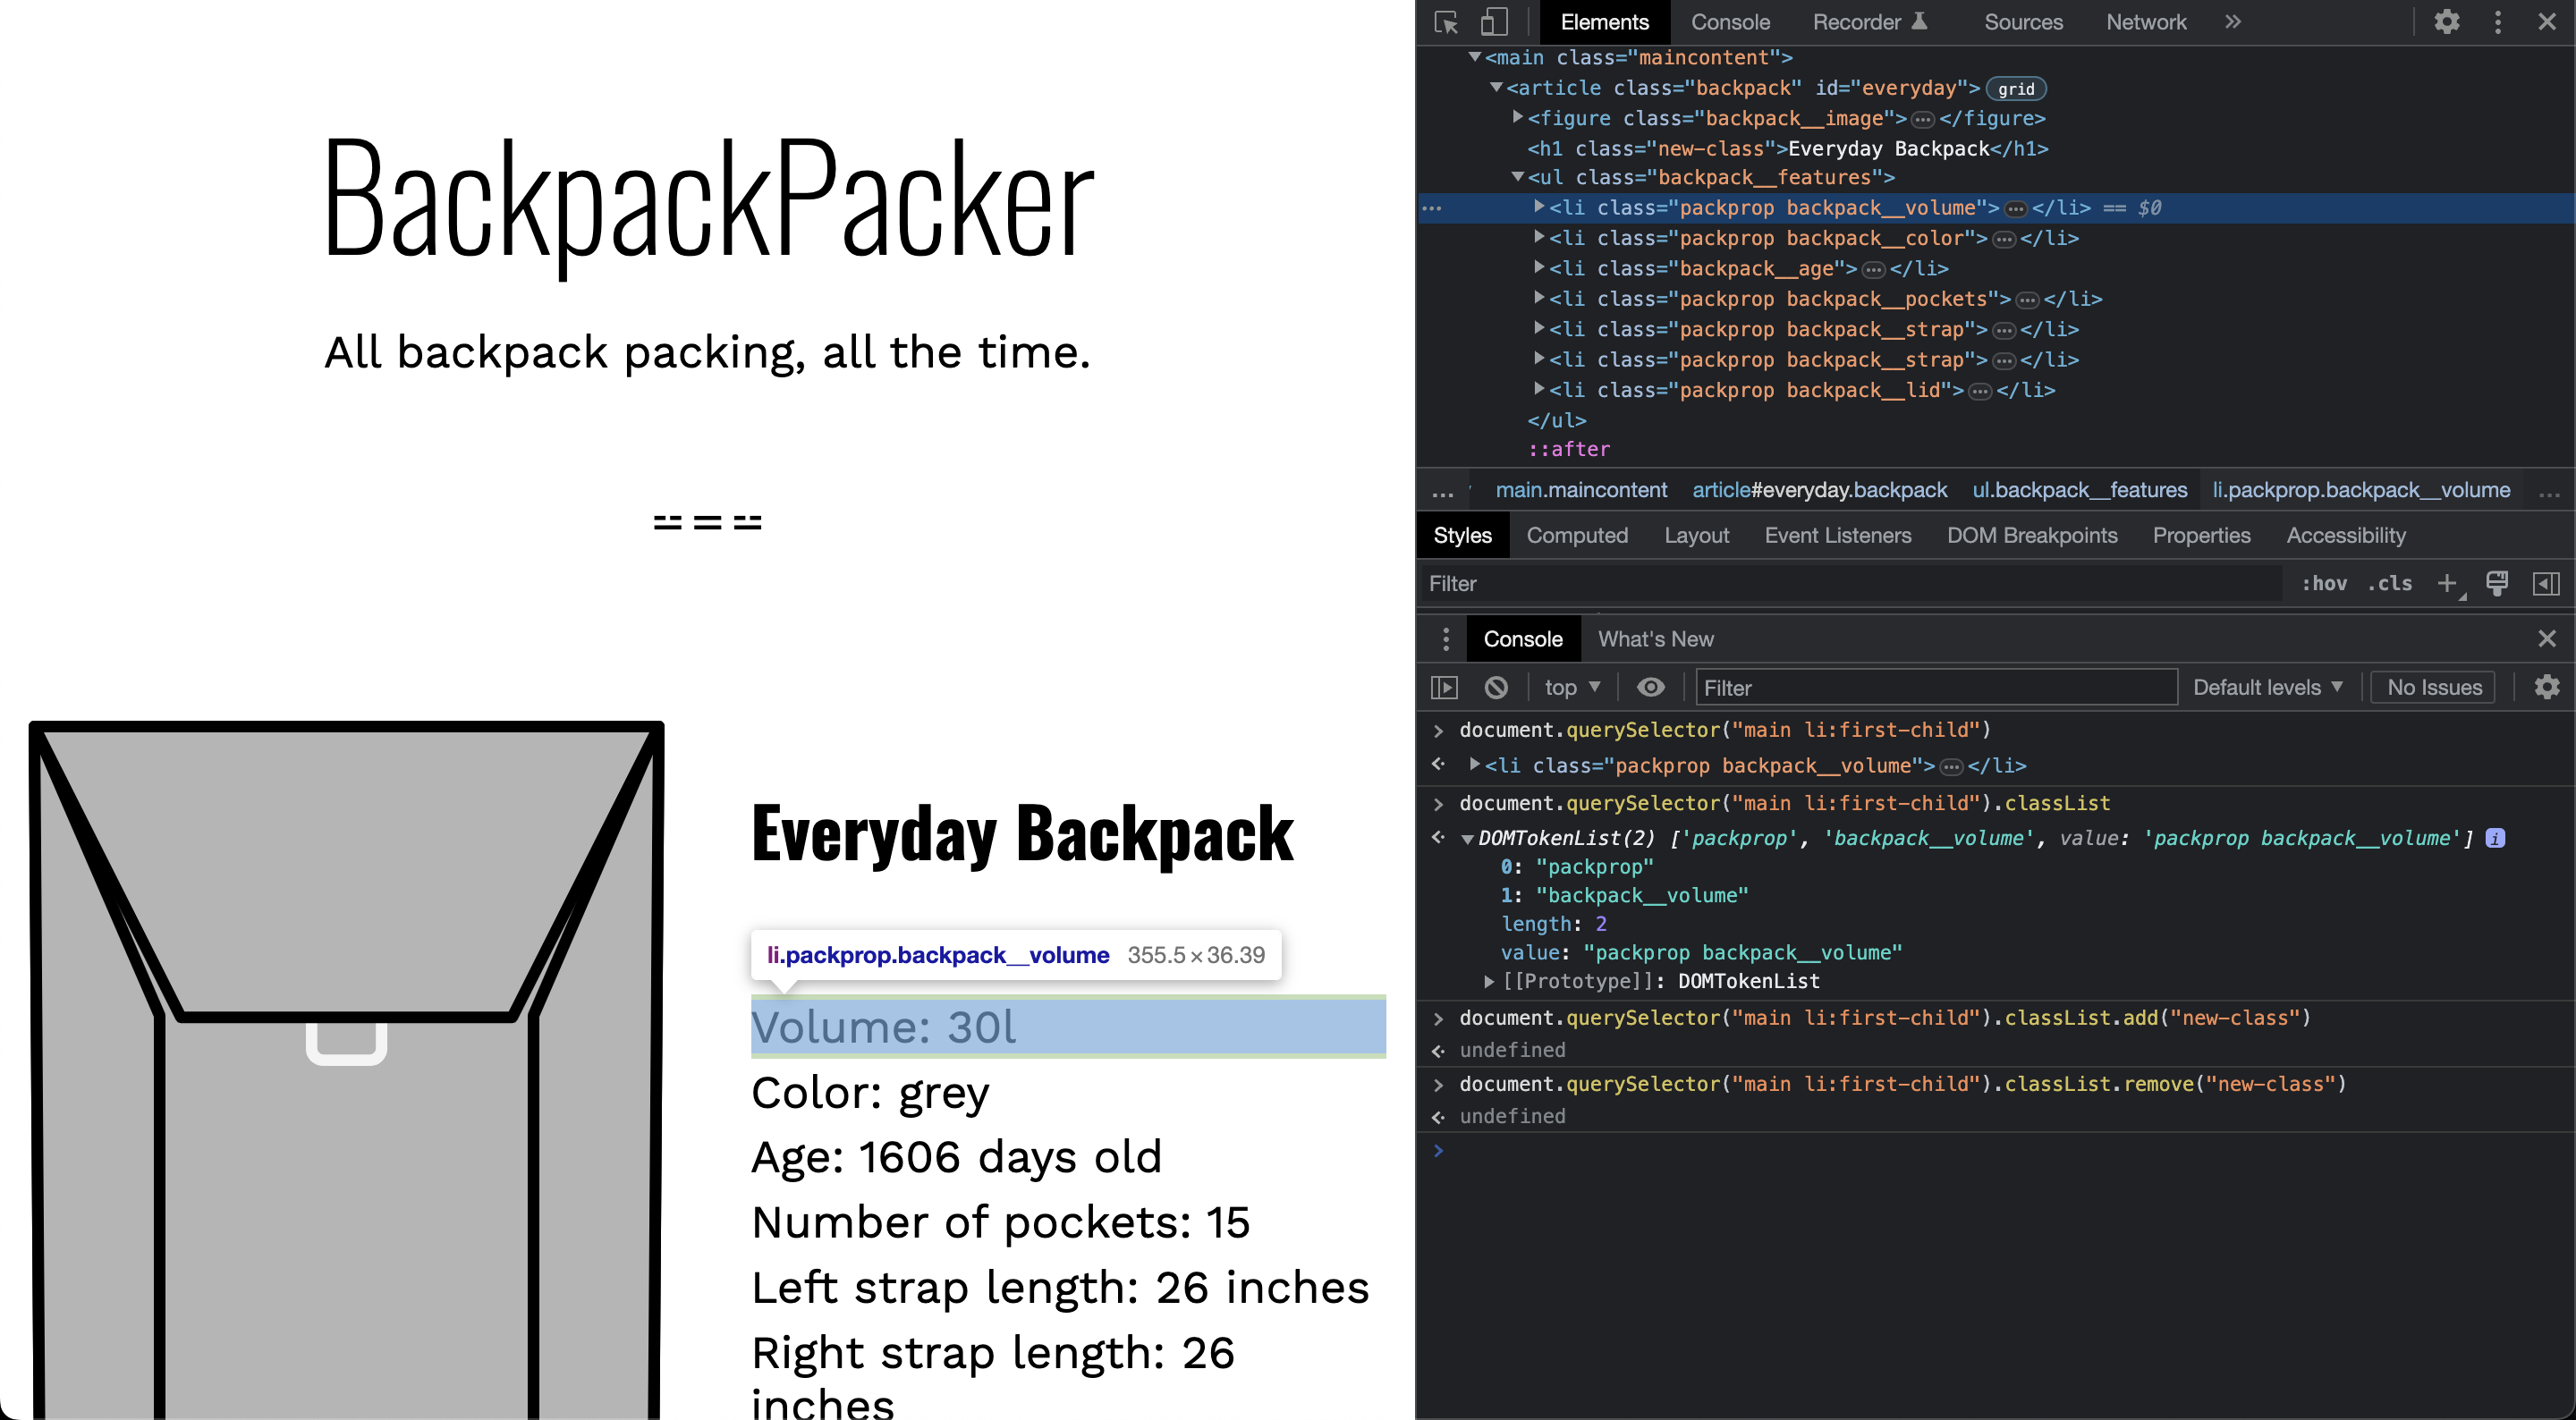 BackpackPacker
All backpack packing, all the time.
Everyday Backpack
li.packprop.backpack__volume 355.5 × 36.39
Volume: 30l
Color: grey
Age: 1606 days old
Number of pockets: 15
Left strap length: 26 inches
Right strap length: 26
inches
Elements Console Recorder Sources Network »
▼<main class="maincontent">
▼<article class="backpack" id="everyday"> grid
▶<figure class="backpack__image">…</figure>
<h1 class="new-class">Everyday Backpack</h1>
▼<ul class="backpack__features">
… ▶<li class="packprop backpack__volume">…</li> == $0
▶<li class="packprop backpack__color">…</li>
▶<li class="backpack__age">…</li>
▶<li class="packprop backpack__pockets">…</li>
▶<li class="packprop backpack__strap">…</li>
▶<li class="packprop backpack__strap">…</li>
▶<li class="packprop backpack__lid">…</li>
</ul>
::after
… main.maincontent article#everyday.backpack ul.backpack__features li.packprop.backpack__volume …
Styles Computed Layout Event Listeners DOM Breakpoints Properties Accessibility
Filter :hov .cls +
Console What's New
top ▼ Filter Default levels ▼ No Issues
> document.querySelector("main li:first-child")
▶<li class="packprop backpack__volume">…</li>
> document.querySelector("main li:first-child").classList
▼DOMTokenList(2) ['packprop', 'backpack__volume', value: 'packprop backpack__volume'] i
0: "packprop"
1: "backpack__volume"
length: 2
value: "packprop backpack__volume"
▶[[Prototype]]: DOMTokenList
> document.querySelector("main li:first-child").classList.add("new-class")
undefined
> document.querySelector("main li:first-child").classList.remove("new-class")
undefined
>